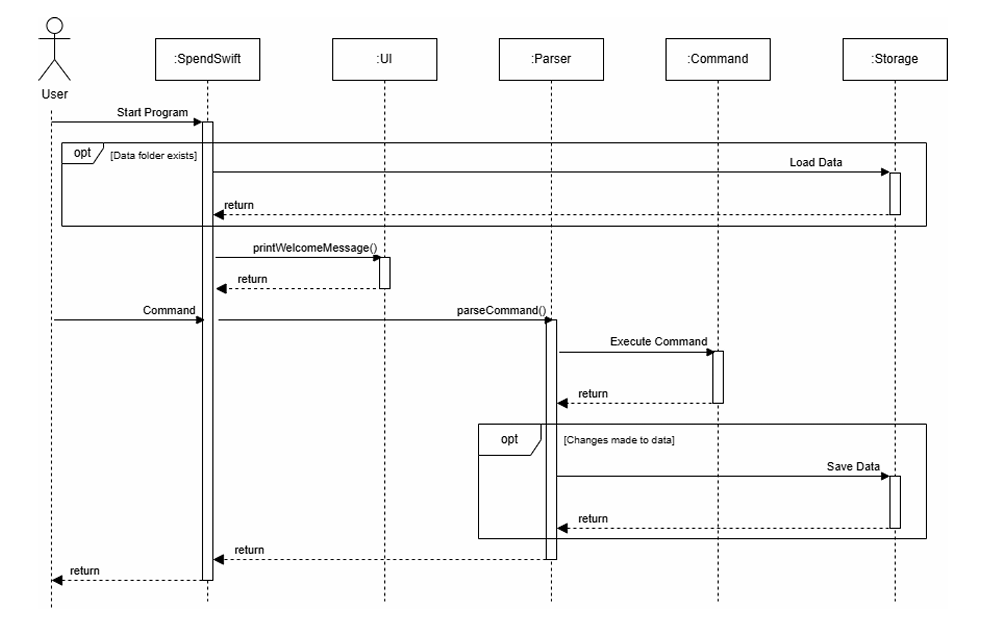 :SpendSwift
:UI
:Parser
:Command
:Storage
User
Start Program
opt
[Data folder exists]
Load Data
return
printWelcomeMessage()
return
Command
parseCommand()
Execute Command
return
opt
[Changes made to data]
Save Data
return
return
return